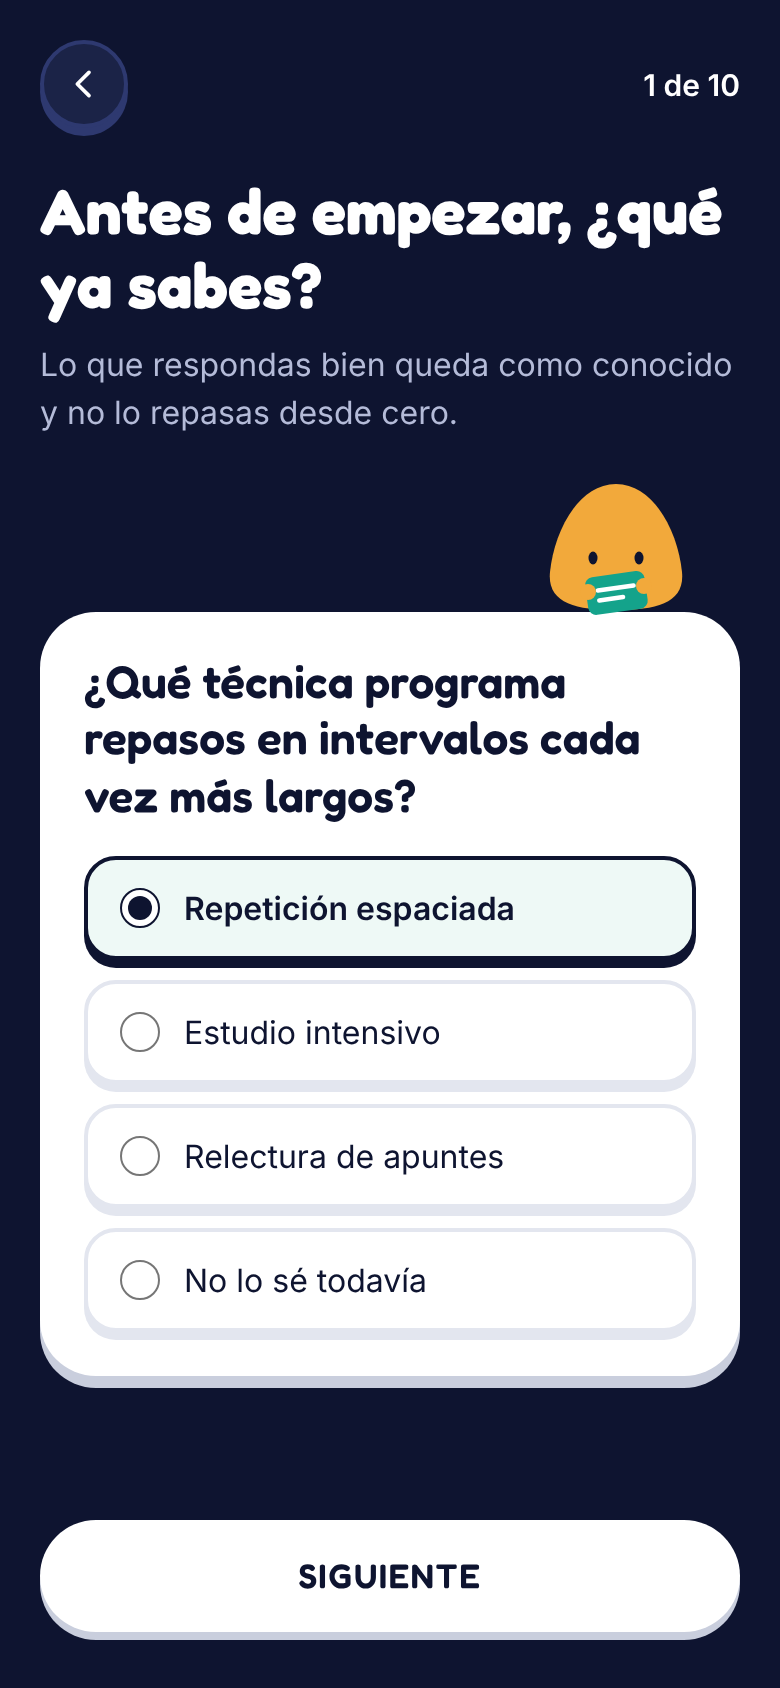 1 de 10
Antes de empezar, ¿qué
ya sabes?
Lo que respondas bien queda como conocido
y no lo repasas desde cero.
¿Qué técnica programa
repasos en intervalos cada
vez más largos?
Repetición espaciada
Estudio intensivo
Relectura de apuntes
No lo sé todavía
SIGUIENTE